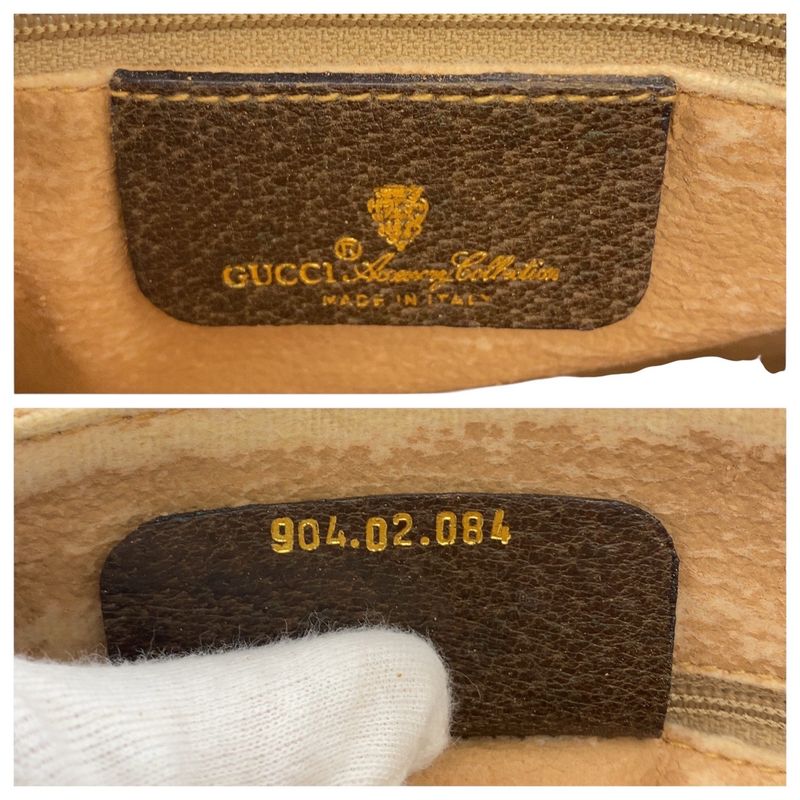 GUCCI® Accessory Collection
MADE IN ITALY
904.02.084